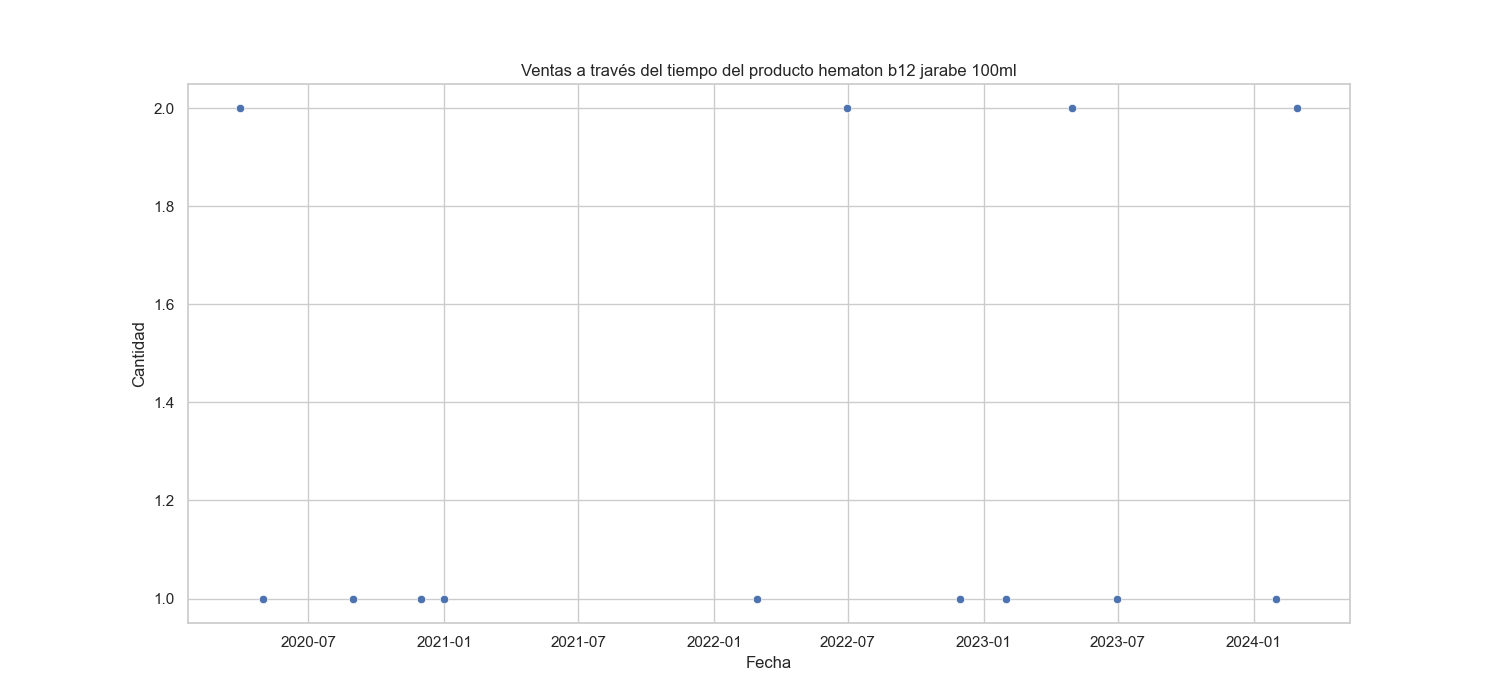 Ventas a través del tiempo del producto hematon b12 jarabe 100ml
2.0
1.8
1.6
1.4
1.2
1.0
Cantidad
2020-07 2021-01 2021-07 2022-01 2022-07 2023-01 2023-07 2024-01
Fecha